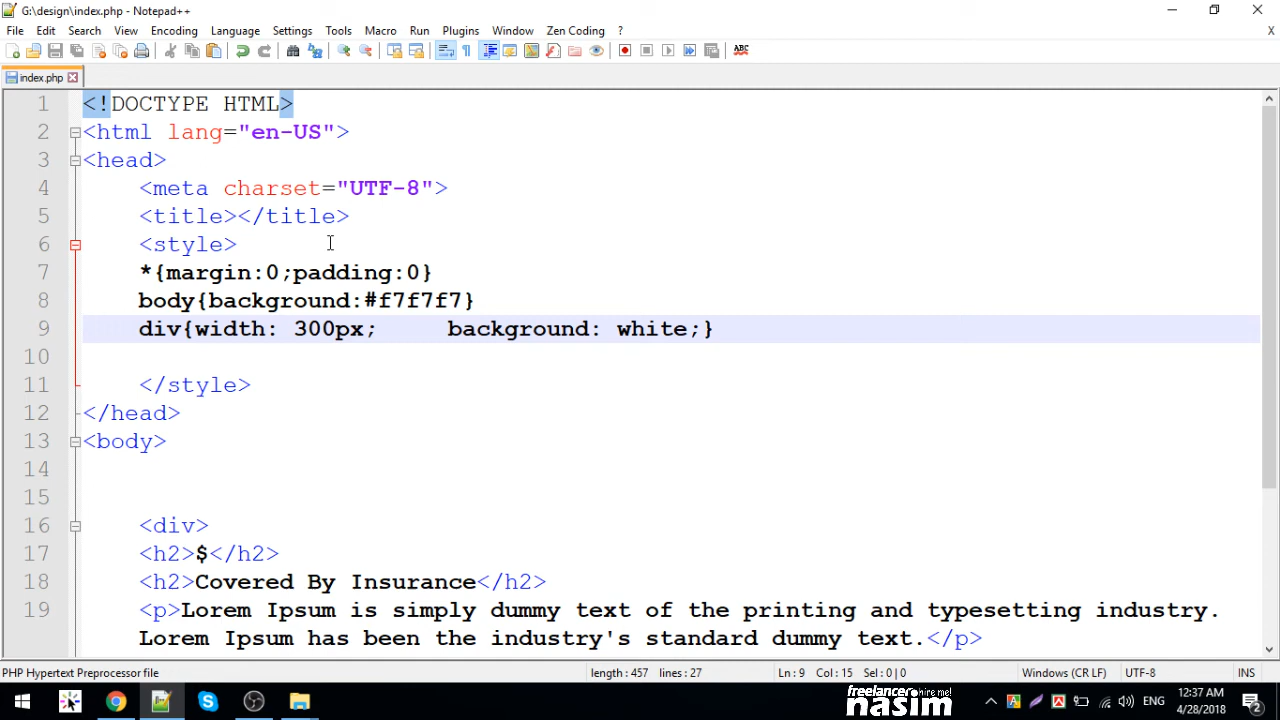 G:\design\index.php - Notepad++
File Edit Search View Encoding Language Settings Tools Macro Run Plugins Window Zen Coding ? X
ABC
index.php
1 <!DOCTYPE HTML>
2 <html lang="en-US">
3 <head>
4 <meta charset="UTF-8">
5 <title></title>
6 <style>
7 *{margin:0;padding:0}
8 body{background:#f7f7f7}
9 div{width: 300px; background: white;}
10
11 </style>
12 </head>
13 <body>
14
15
16 <div>
17 <h2>$</h2>
18 <h2>Covered By Insurance</h2>
19 <p>Lorem Ipsum is simply dummy text of the printing and typesetting industry.
Lorem Ipsum has been the industry's standard dummy text.</p>
PHP Hypertext Preprocessor file length : 457 lines : 27 Ln : 9 Col : 15 Sel : 0 | 0 Windows (CR LF) UTF-8 INS
freelancer hire me!
nasim
ENG
12:37 AM
4/28/2018
2